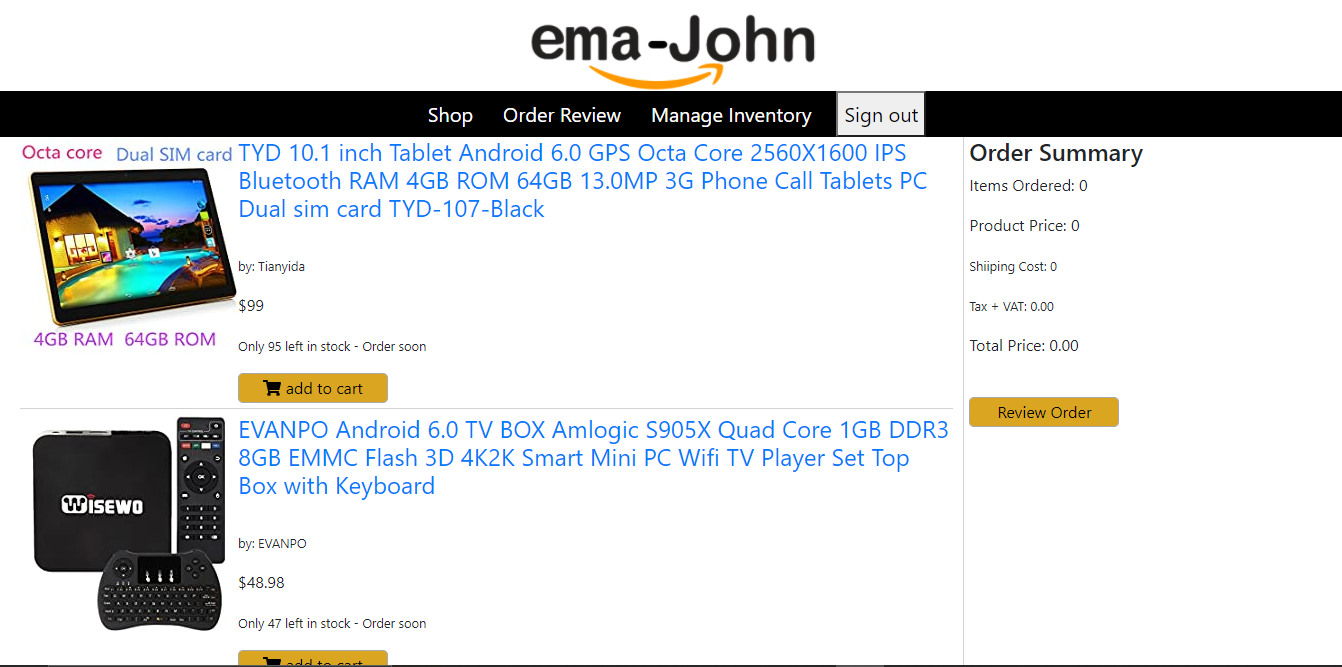 ema-John
Shop
Order Review
Manage Inventory
Sign out
Octa core Dual SIM card
4GB RAM 64GB ROM
TYD 10.1 inch Tablet Android 6.0 GPS Octa Core 2560X1600 IPS
Bluetooth RAM 4GB ROM 64GB 13.0MP 3G Phone Call Tablets PC
Dual sim card TYD-107-Black
by: Tianyida
$99
Only 95 left in stock - Order soon
add to cart
WISEWO
EVANPO Android 6.0 TV BOX Amlogic S905X Quad Core 1GB DDR3
8GB EMMC Flash 3D 4K2K Smart Mini PC Wifi TV Player Set Top
Box with Keyboard
by: EVANPO
$48.98
Only 47 left in stock - Order soon
add to cart
Order Summary
Items Ordered: 0
Product Price: 0
Shiiping Cost: 0
Tax + VAT: 0.00
Total Price: 0.00
Review Order